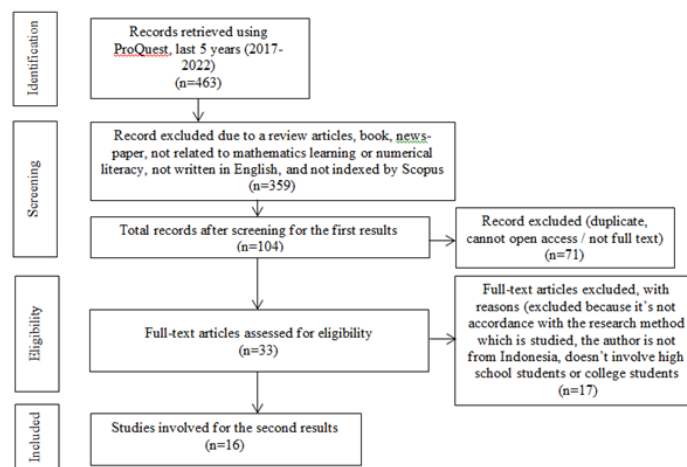 Identification
Records retrieved using
ProQuest, last 5 years (2017-
2022)
(n=463)
Screening
Record excluded due to a review articles, book, news-
paper, not related to mathematics learning or numerical
literacy, not written in English, and not indexed by Scopus
(n=359)
Total records after screening for the first results
(n=104)
Record excluded (duplicate,
cannot open access / not full text)
(n=71)
Eligibility
Full-text articles assessed for eligibility
(n=33)
Full-text articles excluded, with
reasons (excluded because it's not
accordance with the research method
which is studied, the author is not
from Indonesia, doesn't involve high
school students or college students
(n=17)
Included
Studies involved for the second results
(n=16)